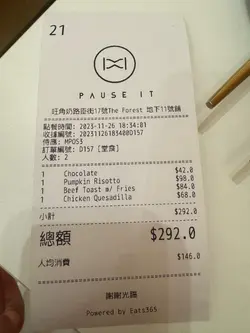 21
PAUSE IT
旺角奶路臣街17號The Forest 地下11號舖
點餐時間: 2023-11-26 18:34:01
收據編號: 20231126183400D157
侍應: MPOS3
訂單編號: D157 [堂食]
人數: 2
1 Chocolate $42.0
1 Pumpkin Risotto $98.0
1 Beef Toast w/ Fries $84.0
1 Chicken Quesadilla $68.0
小計 $292.0
總額 $292.0
人均消費 $146.0
謝謝光臨
Powered by Eats365